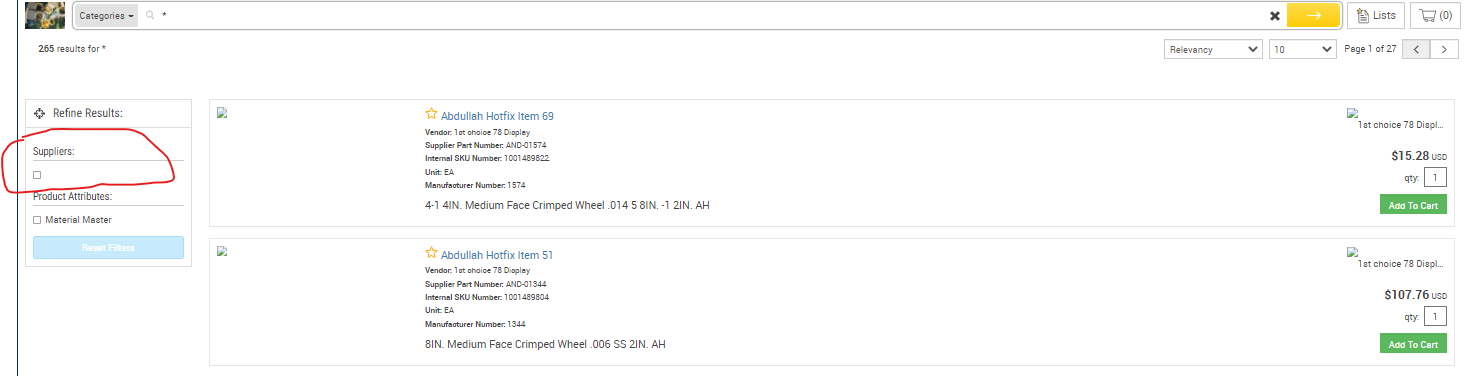 Categories
*
Lists
(0)
265 results for *
Relevancy
10
Page 1 of 27
Refine Results:
Suppliers:
Product Attributes:
Material Master
Reset Filters
Abdullah Hotfix Item 69
Vendor: 1st choice 78 Display
Supplier Part Number: AND-01574
Internal SKU Number: 1001489822
Unit: EA
Manufacturer Number: 1574
4-1 4IN. Medium Face Crimped Wheel .014 5 8IN. -1 2IN. AH
1st choice 78 Displ...
$15.28 USD
qty: 1
Add To Cart
Abdullah Hotfix Item 51
Vendor: 1st choice 78 Display
Supplier Part Number: AND-01344
Internal SKU Number: 1001489804
Unit: EA
Manufacturer Number: 1344
8IN. Medium Face Crimped Wheel .006 SS 2IN. AH
1st choice 78 Displ...
$107.76 USD
qty: 1
Add To Cart